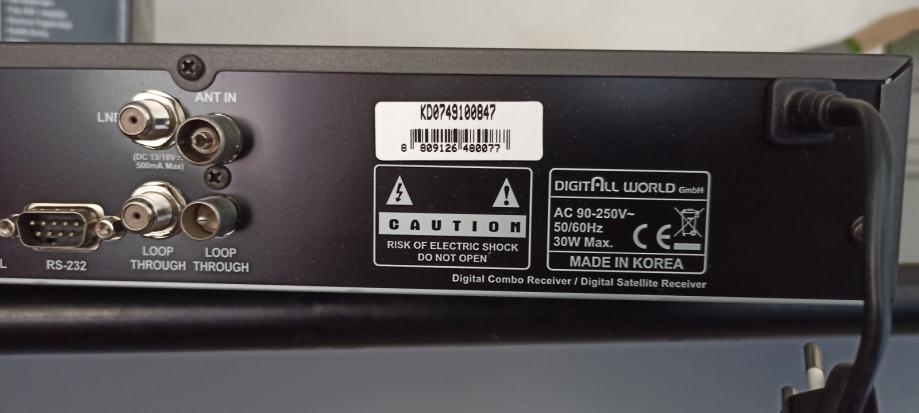 ANT IN
LNB
(DC 13/18V
500mA Max)
LOOP
THROUGH
LOOP
THROUGH
RS-232
KD0749100847
8 809126 480077
CAUTION
RISK OF ELECTRIC SHOCK
DO NOT OPEN
DIGITALL WORLD GmbH
AC 90-250V~
50/60Hz
30W Max.
CE
MADE IN KOREA
Digital Combo Receiver / Digital Satellite Receiver